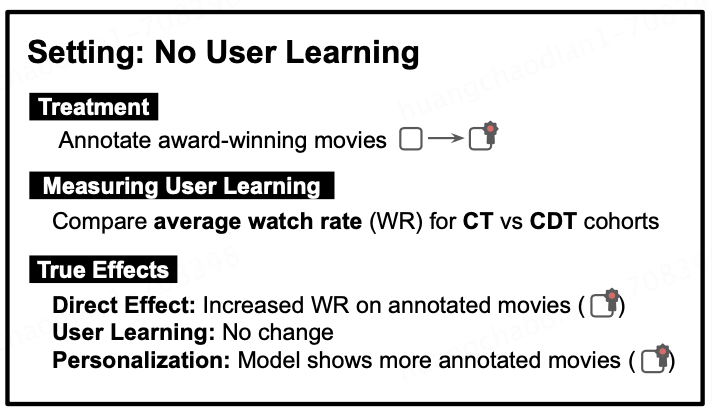 Setting: No User Learning
Treatment
Annotate award-winning movies
Measuring User Learning
Compare average watch rate (WR) for CT vs CDT cohorts
True Effects
Direct Effect: Increased WR on annotated movies ( )
User Learning: No change
Personalization: Model shows more annotated movies ( )